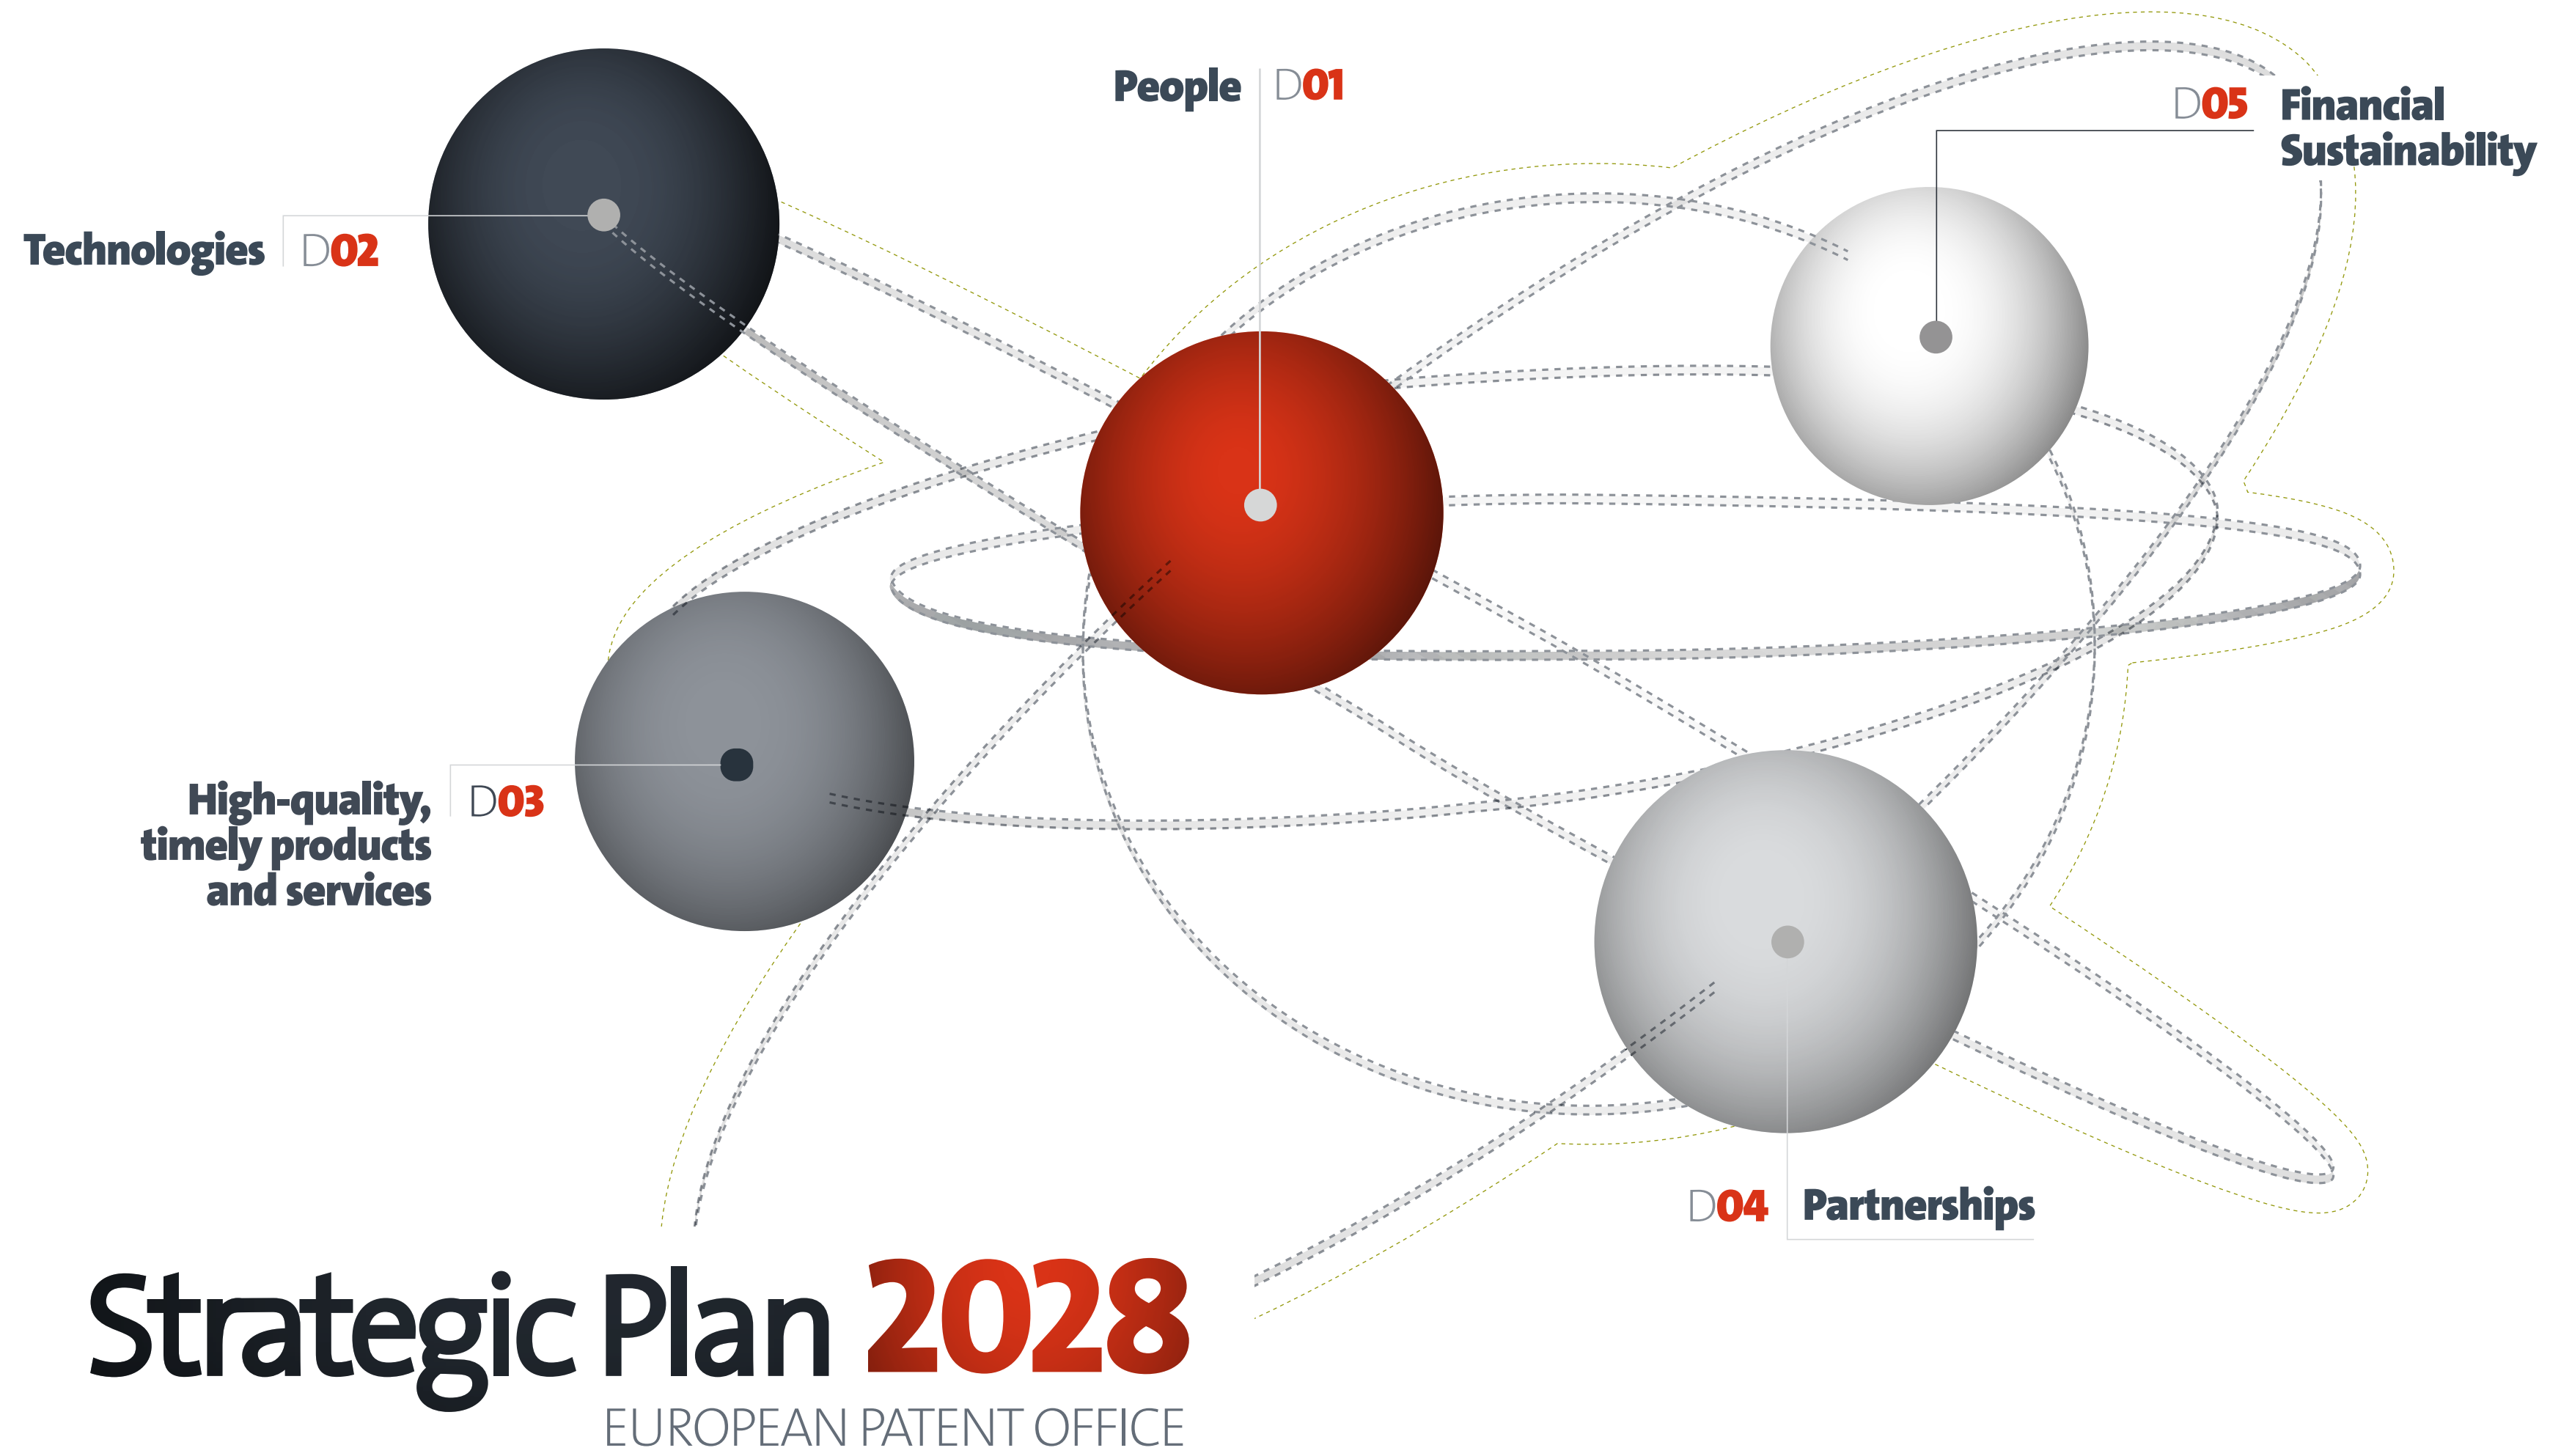 People D01
D05 Financial
Sustainability
Technologies D02
High-quality,
timely products
and services
D03
D04 Partnerships
Strategic Plan 2028
EUROPEAN PATENT OFFICE